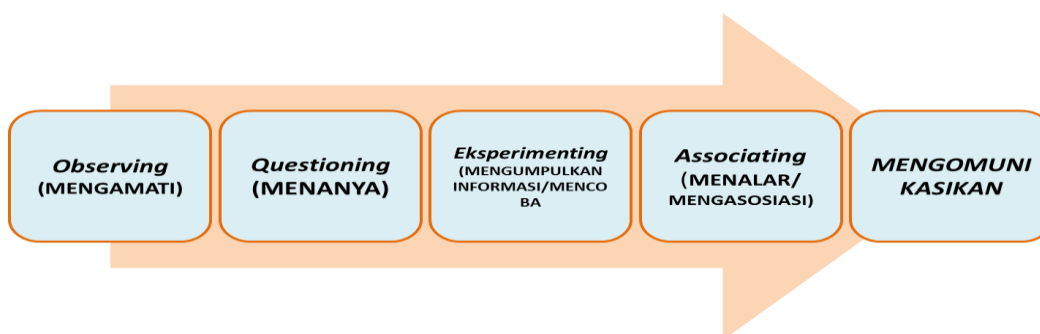 Observing
(MENGAMATI)
Questioning
(MENANYA)
Eksperimenting
(MENGUMPULKAN
INFORMASI/MENCO
BA
Associating
(MENALAR/
MENGASOSIASI)
MENGOMUNI
KASIKAN